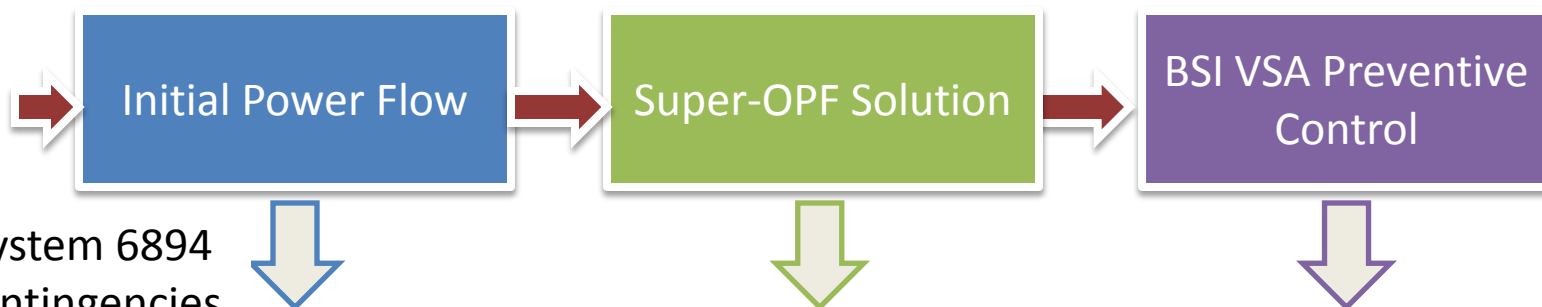 Initial Power Flow
Super-OPF Solution
BSI VSA Preventive
Control
ystem 6894
ntingencies